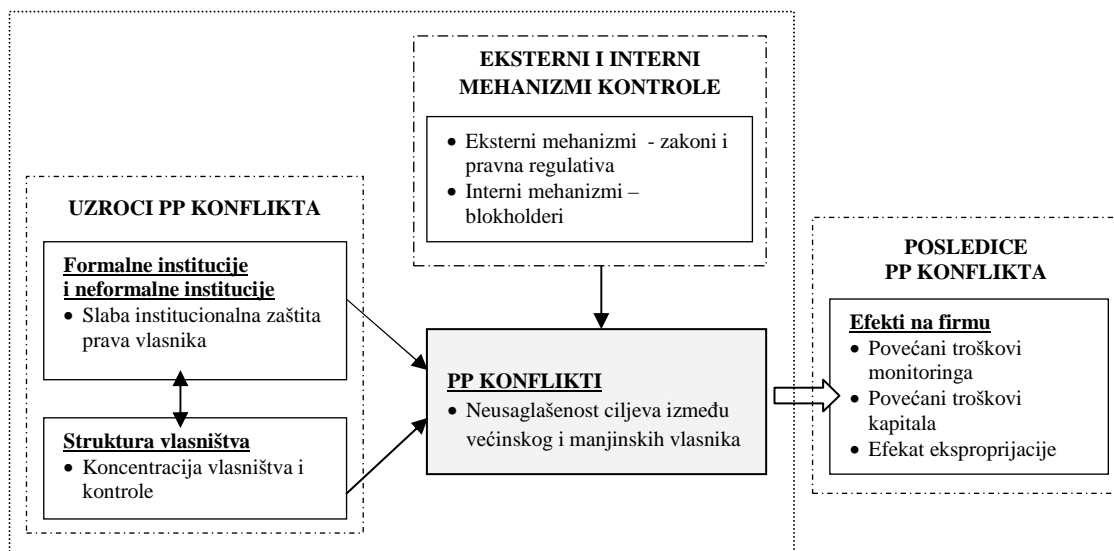 EKSTERNI I INTERNI
MEHANIZMI KONTROLE
• Eksterni mehanizmi - zakoni i
pravna regulativa
• Interni mehanizmi –
blokholderi
UZROCI PP KONFLIKTA
Formalne institucije
i neformalne institucije
• Slaba institucionalna zaštita
prava vlasnika
Struktura vlasništva
• Koncentracija vlasništva i
kontrole
PP KONFLIKTI
• Neusaglašenost ciljeva između
većinskog i manjinskih vlasnika
POSLEDICE
PP KONFLIKTA
Efekti na firmu
• Povećani troškovi
monitoringa
• Povećani troškovi
kapitala
• Efekat eksproprijacije